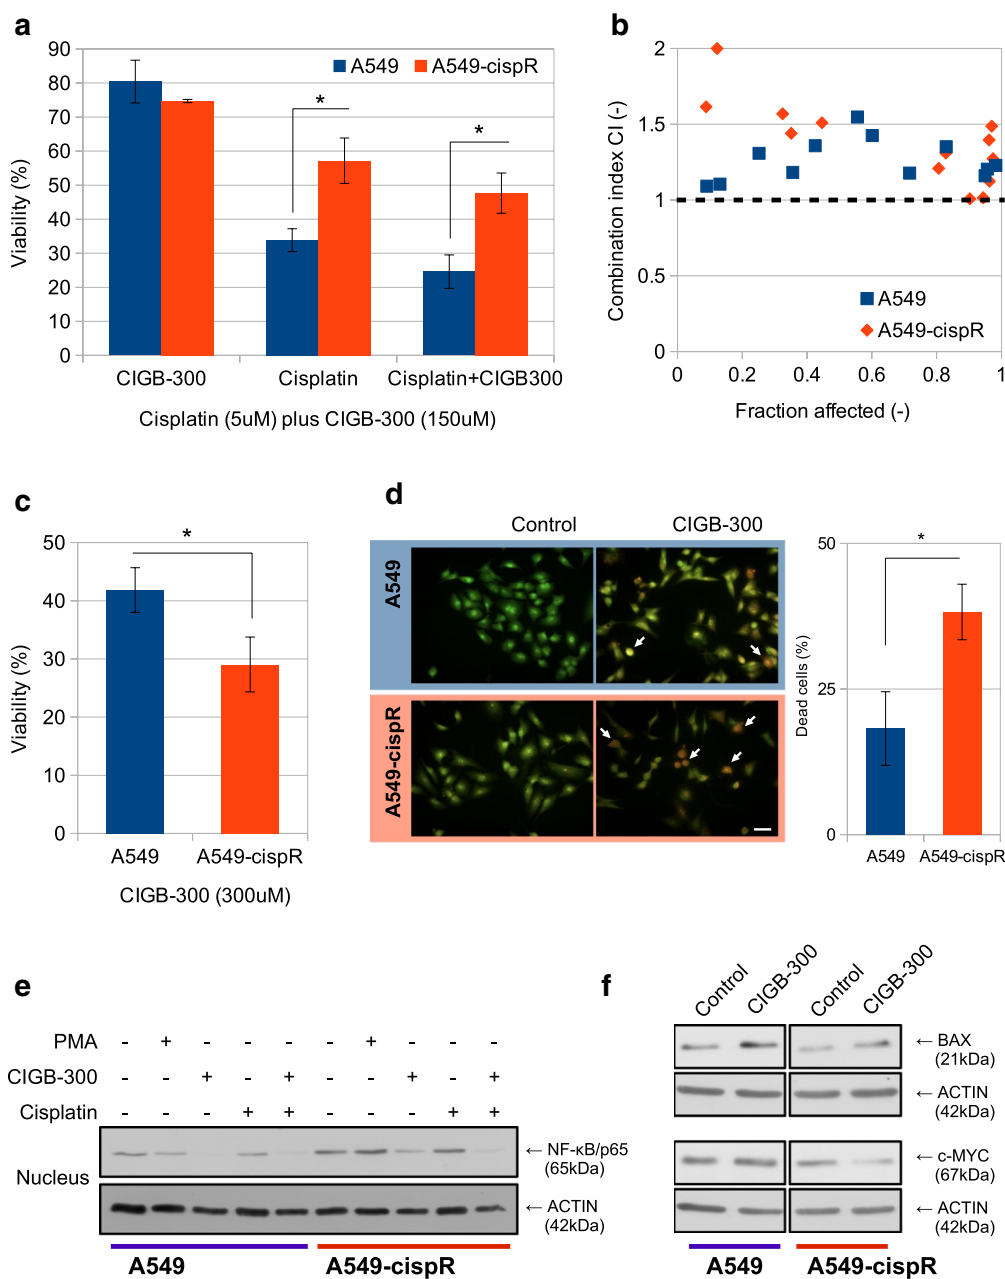 a
90
80
70
60
50
40
30
20
10
0
Viability (%)
A549 A549-cispR
*
*
CIGB-300 Cisplatin Cisplatin+CIGB300
Cisplatin (5uM) plus CIGB-300 (150uM)
b
2
1.5
1
0.5
0
Combination index CI (-)
A549
A549-cispR
0 0.2 0.4 0.6 0.8 1
Fraction affected (-)
c
50
40
30
20
10
0
Viability (%)
*
A549 A549-cispR
CIGB-300 (300uM)
d
Control CIGB-300
A549
A549-cispR
50
25
0
Dead cells (%)
*
A549 A549-cispR
e
PMA - + - - - - + - - -
CIGB-300 - - + - + - - + - +
Cisplatin - - - + + - - - + +
Nucleus
← NF-κB/p65
(65kDa)
← ACTIN
(42kDa)
A549 A549-cispR
f
Control CIGB-300 Control CIGB-300
← BAX
(21kDa)
← ACTIN
(42kDa)
← c-MYC
(67kDa)
← ACTIN
(42kDa)
A549 A549-cispR